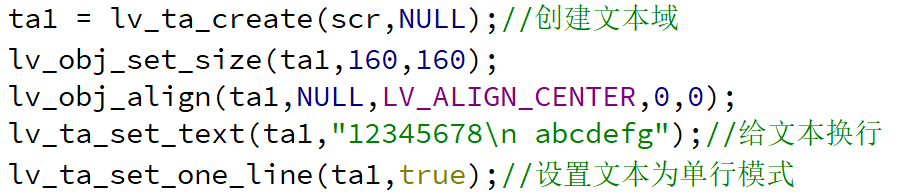 ta1 = lv_ta_create(scr,NULL);//创建文本域
lv_obj_set_size(ta1,160,160);
lv_obj_align(ta1,NULL,LV_ALIGN_CENTER,0,0);
lv_ta_set_text(ta1,"12345678\n abcdefg");//给文本换行
lv_ta_set_one_line(ta1,true);//设置文本为单行模式